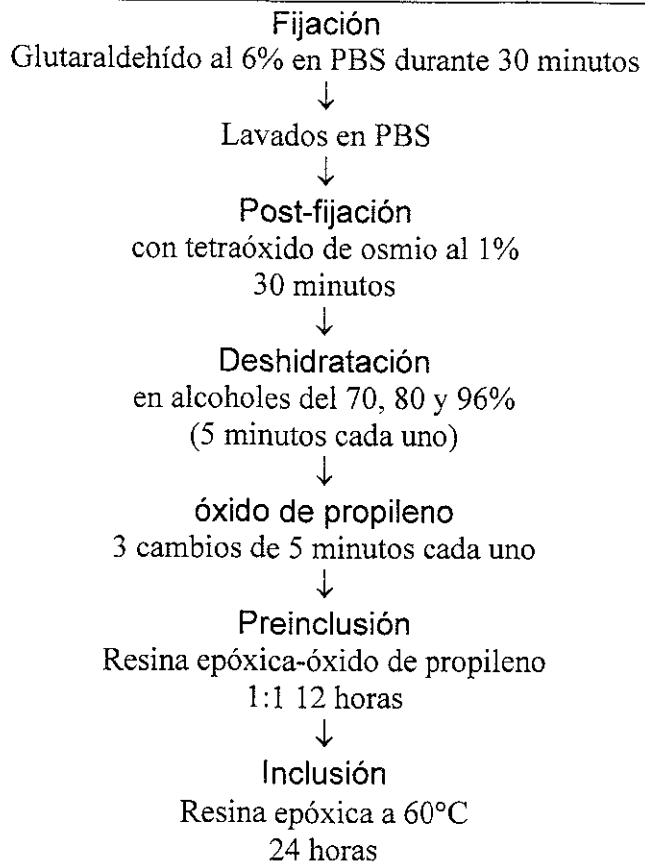 Fijación
Glutaraldehído al 6% en PBS durante 30 minutos
↓
Lavados en PBS
↓
Post-fijación
con tetraóxido de osmio al 1%
30 minutos
↓
Deshidratación
en alcoholes del 70, 80 y 96%
(5 minutos cada uno)
↓
óxido de propileno
3 cambios de 5 minutos cada uno
↓
Preinclusión
Resina epóxica-óxido de propileno
1:1 12 horas
↓
Inclusión
Resina epóxica a 60°C
24 horas